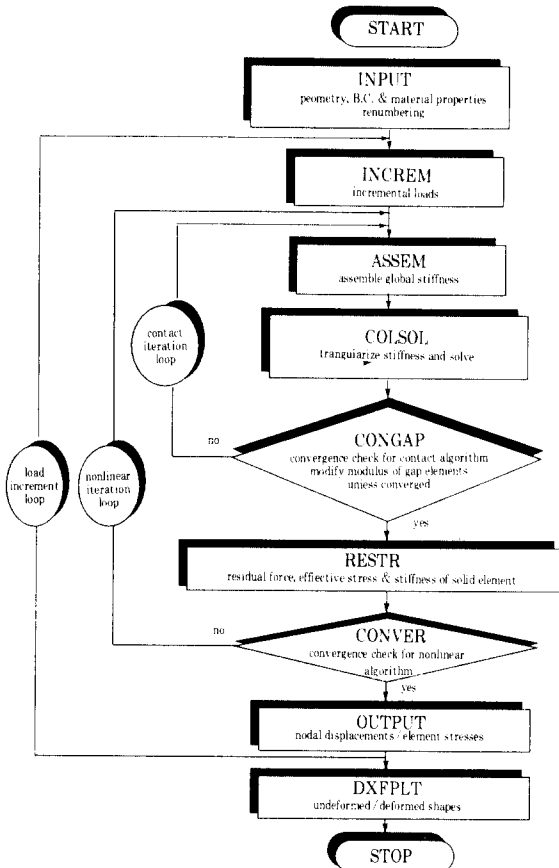 START
INPUT
peometry, B.C. & material properties
renumbering
INCREM
incremental loads
ASSEM
assemble global stiffness
contact
iteration
loop
COLSOL
tranguiarize stiffness and solve
no
CONGAP
convergence check for contact algorithm
modify modulus of gap elements
uniess converged
load
increment
loop
nonlinear
iteration
loop
yes
RESTR
residual force, effective stress & stiffness of solid element
no
CONVER
convergence check for nonlinear
algorithm
yes
OUTPUT
nodal displacements / element stresses
DXFPLT
undeformed / deformed shapes
STOP